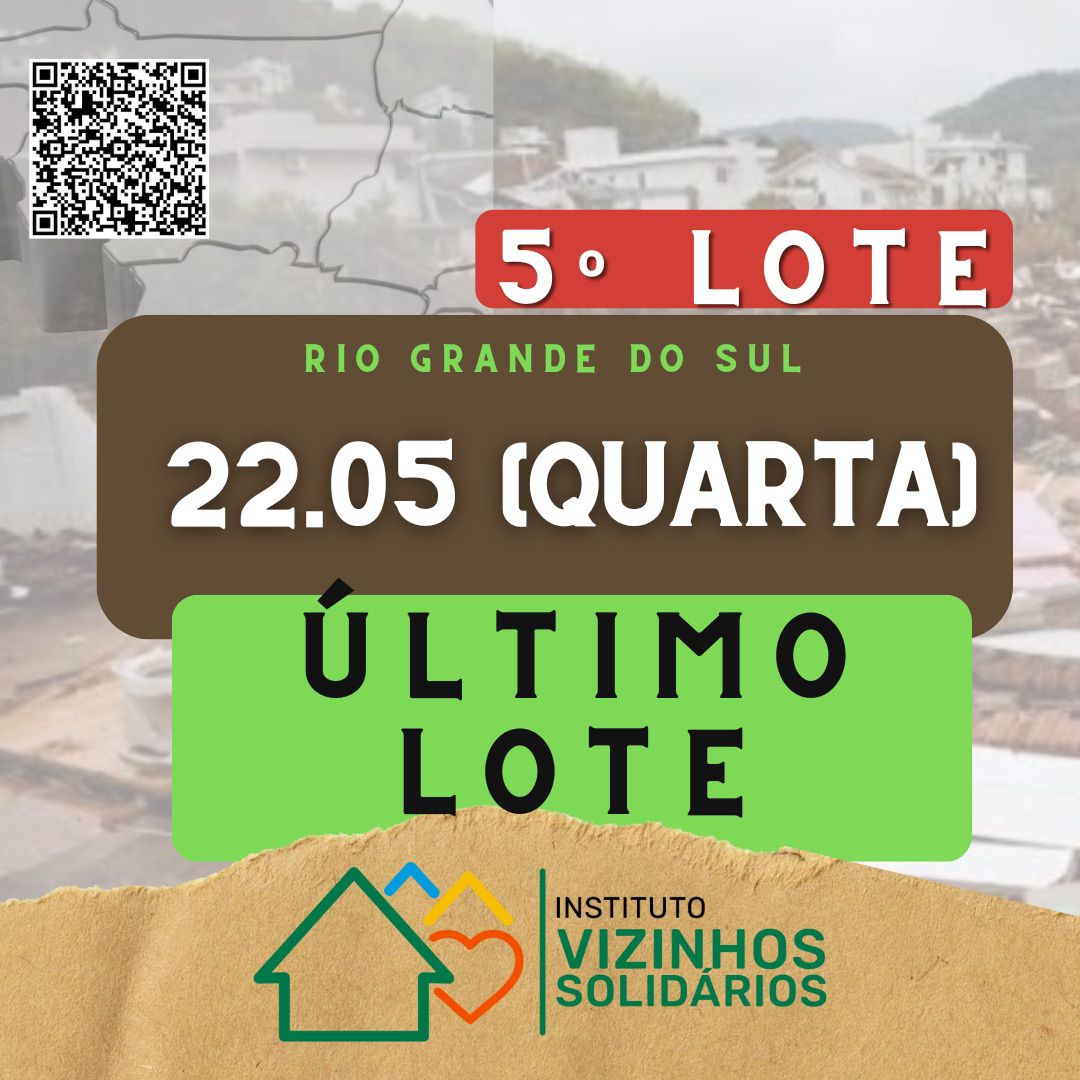 5º LOTE
RIO GRANDE DO SUL
22.05 (QUARTA)
ÚLTIMO
LOTE
INSTITUTO
VIZINHOS
SOLIDÁRIOS